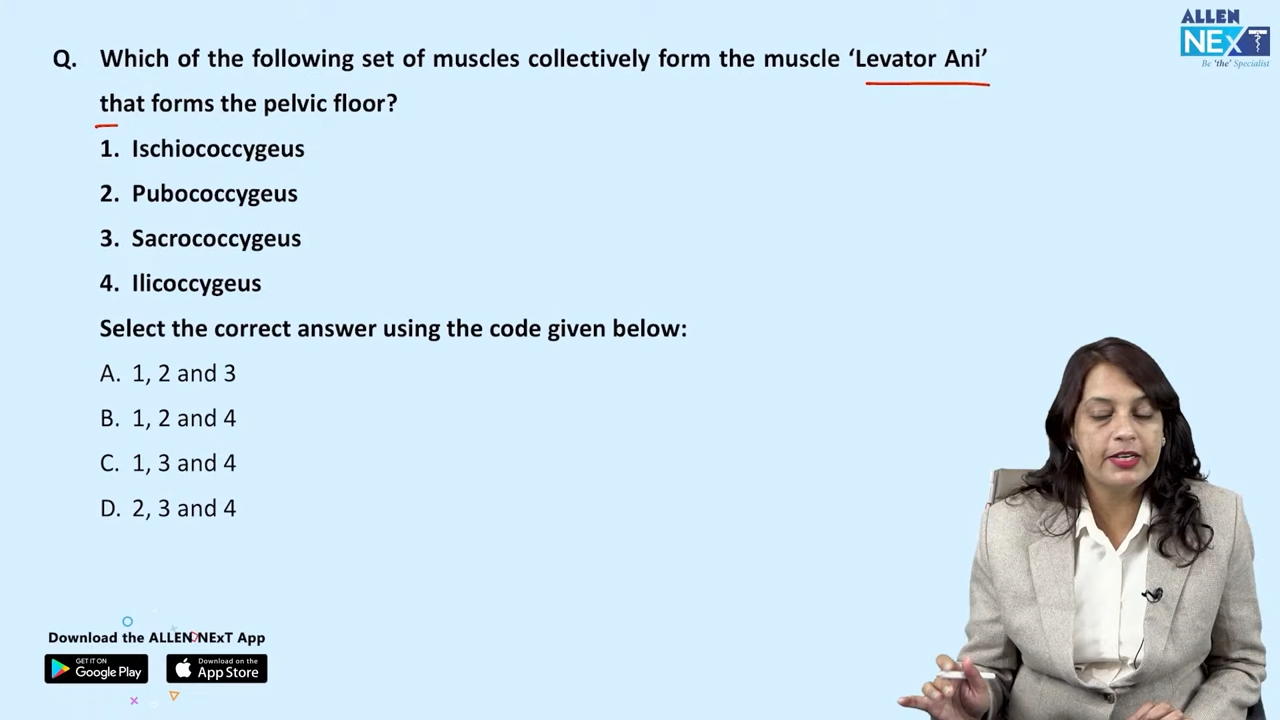 ALLEN
NExT
Be 'the' Specialist
Q. Which of the following set of muscles collectively form the muscle ‘Levator Ani’
that forms the pelvic floor?
1. Ischiococcygeus
2. Pubococcygeus
3. Sacrococcygeus
4. Ilicoccygeus
Select the correct answer using the code given below:
A. 1, 2 and 3
B. 1, 2 and 4
C. 1, 3 and 4
D. 2, 3 and 4
Download the ALLEN NExT App
GET IT ON
Google Play
Download on the
App Store